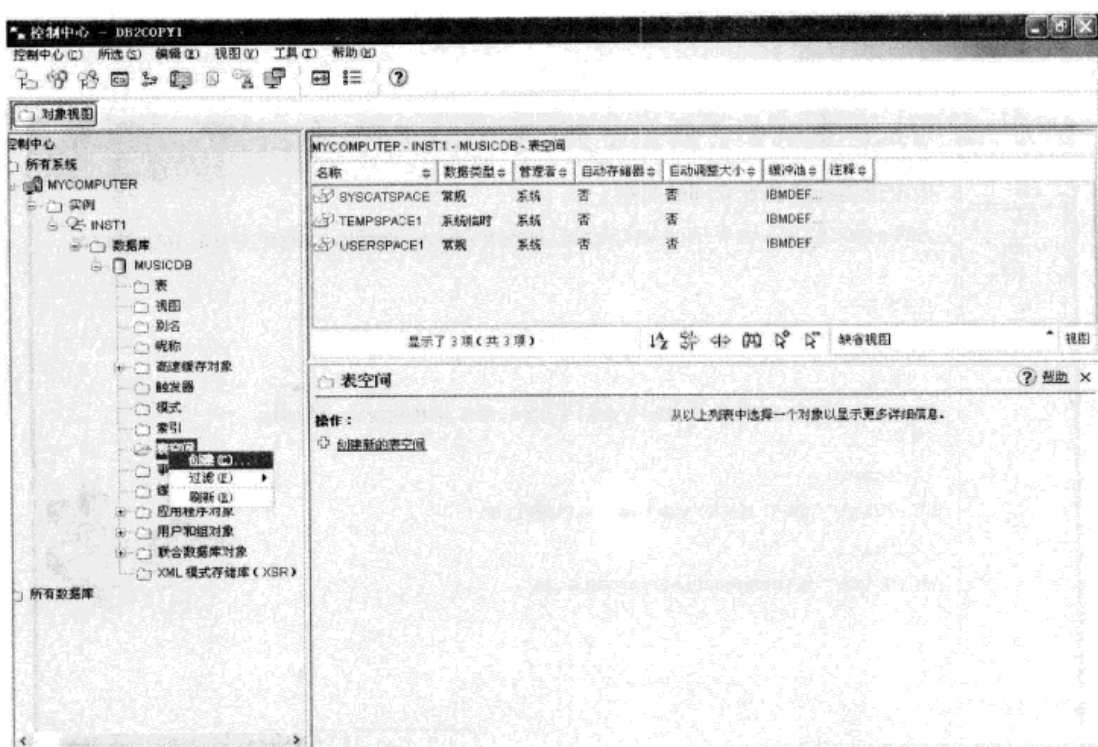 控制中心 - DB2COPY1
控制中心(C) 所选(S) 编辑(E) 视图(V) 工具(T) 帮助(H)
对象视图
控制中心
所有系统
MYCOMPUTER
实例
INST1
数据库
MUSICDB
表
视图
别名
昵称
高速缓存对象
触发器
模式
索引
表空间
创建(C)...
过滤(F)
刷新(R)
应用程序对象
用户和组对象
联合数据库对象
XML 模式存储库(XSR)
所有数据库
MYCOMPUTER - INST1 - MUSICDB - 表空间
名称 数据类型 管理者 自动存储器 自动调整大小 缓冲池 注释
SYSCATSPACE 常规 系统 否 否 IBMDEF...
TEMPSPACE1 系统临时 系统 否 否 IBMDEF...
USERSPACE1 常规 系统 否 否 IBMDEF...
显示了 3 项(共 3 项) 缺省视图 视图
表空间 帮助
操作:
创建新的表空间
从以上列表中选择一个对象以显示更多详细信息。